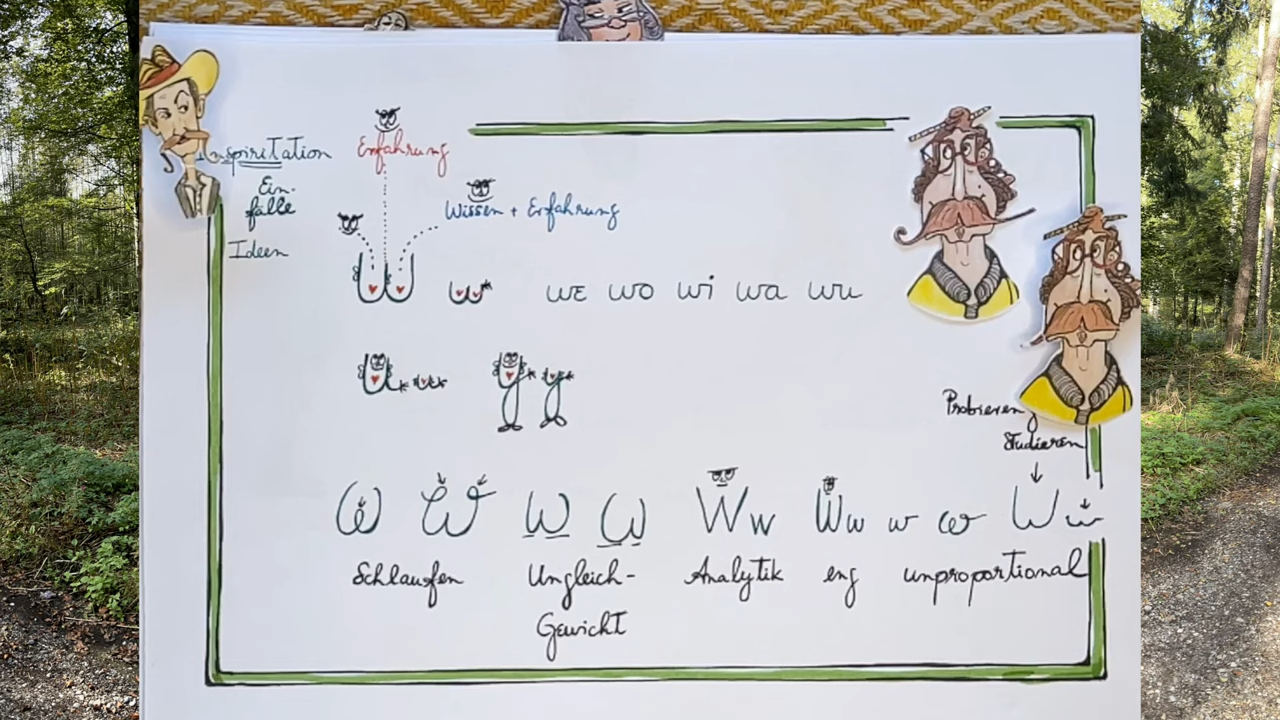 InspiriTation
Erfahrung
Ein-
fälle
Wissen + Erfahrung
Ideen
W w we wo wi wa wu
U u y y
Probieren
Studieren
W W W W W W w W w w w W w
Schlaufen Ungleich- Analytik eng unproportional
Gewicht